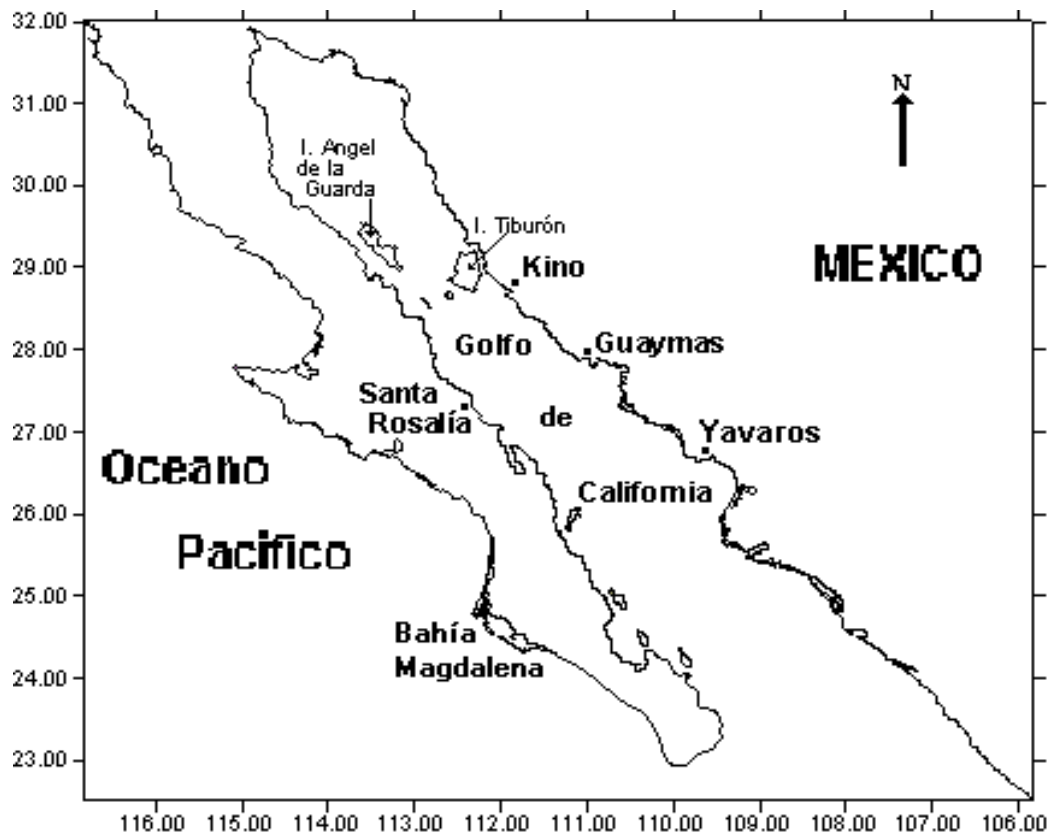 32.00
31.00
30.00
29.00
28.00
27.00
26.00
25.00
24.00
23.00
N
I. Angel
de la
Guarda
I. Tiburón
MEXICO
Kino
Golfo
Guaymas
Santa
Rosalía
de
Yavaros
Oceano
Pacifico
California
Bahía
Magdalena
116.00 115.00 114.00 113.00 112.00 111.00 110.00 109.00 108.00 107.00 106.00